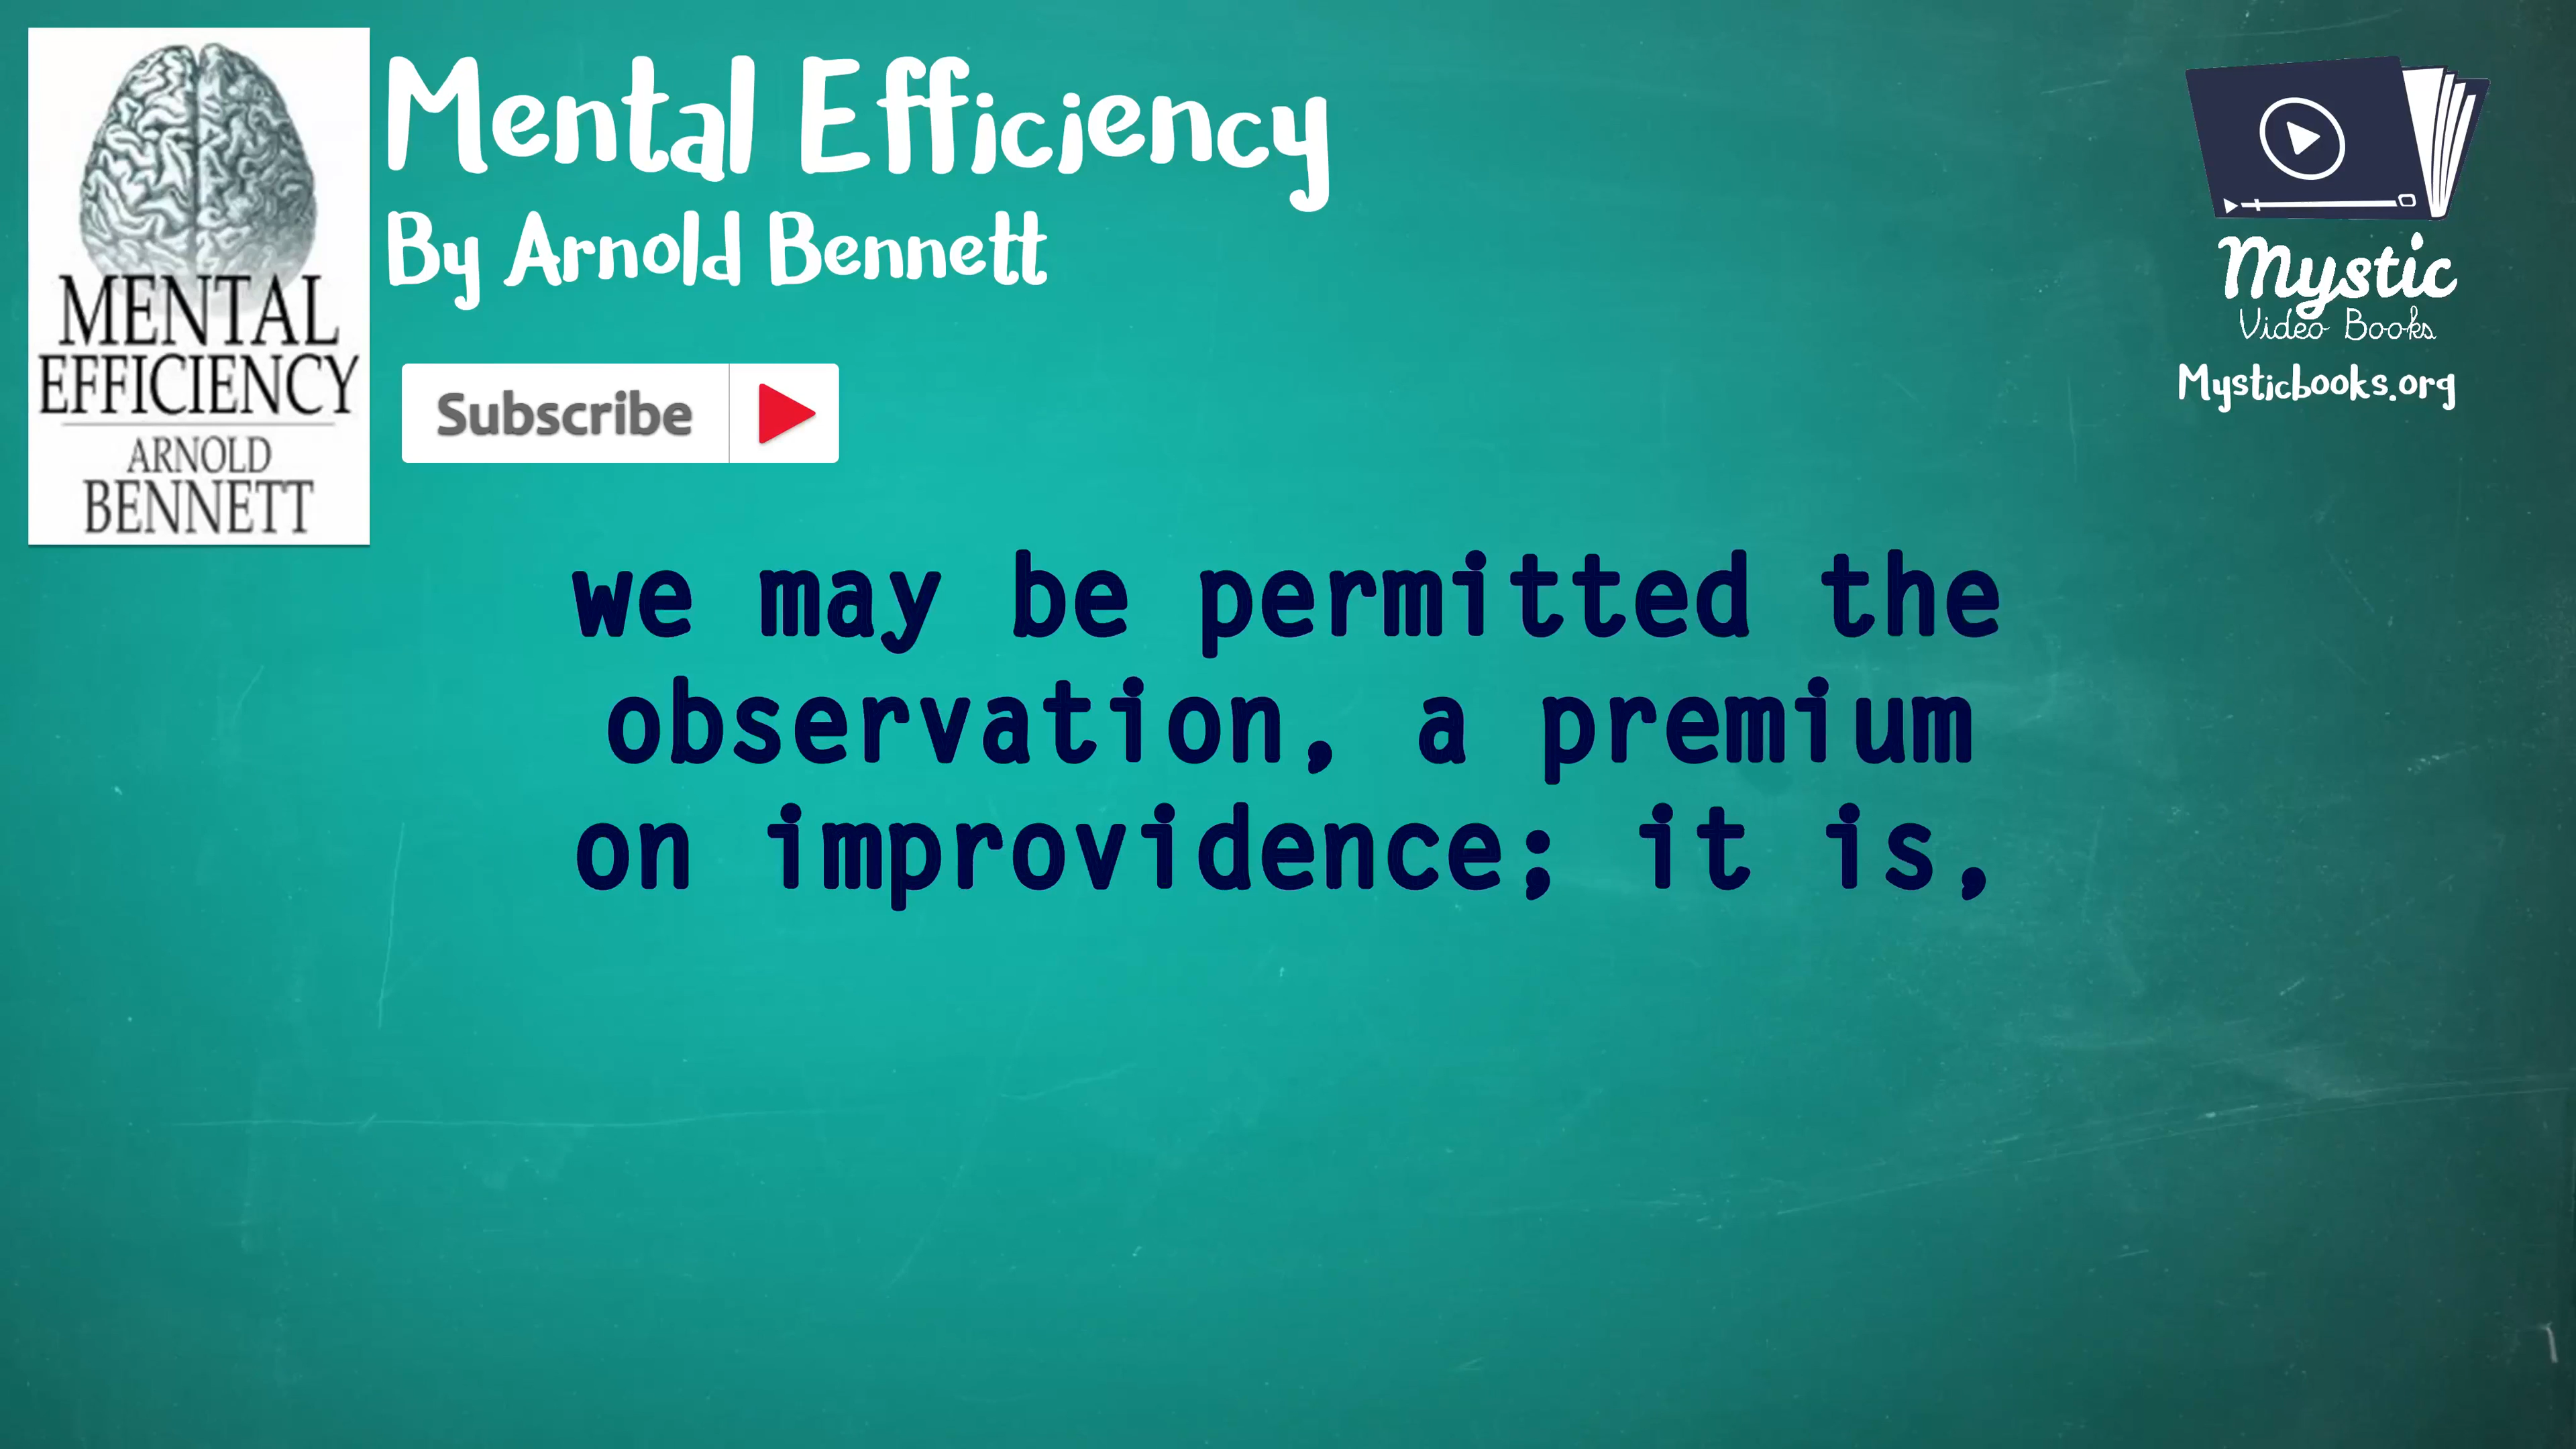 MENTAL
EFFICIENCY
ARNOLD
BENNETT
Mental Efficiency
By Arnold Bennett
Subscribe
Mystic
Video Books
Mysticbooks.org
we may be permitted the
observation, a premium
on improvidence; it is,